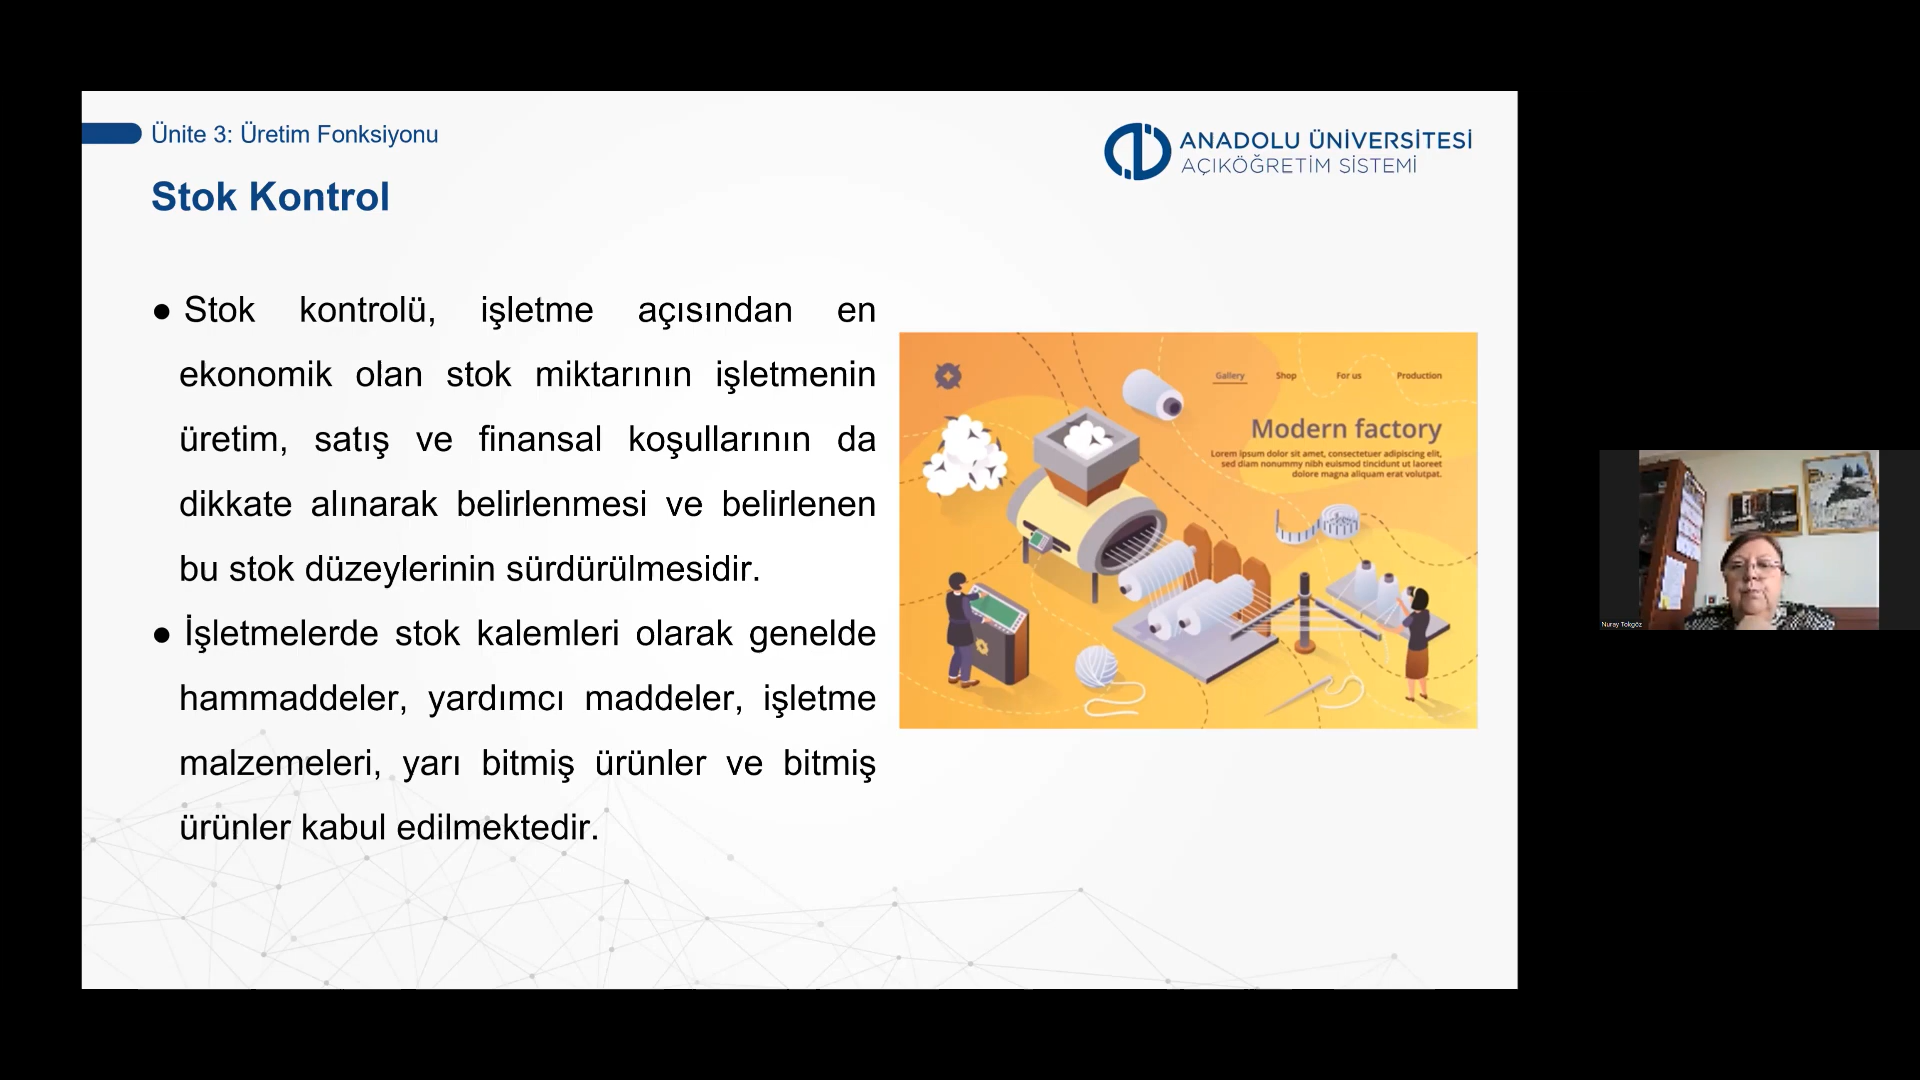 Ünite 3: Üretim Fonksiyonu
ANADOLU ÜNİVERSİTESİ
AÇIKÖĞRETİM SİSTEMİ
Stok Kontrol
● Stok kontrolü, işletme açısından en
ekonomik olan stok miktarının işletmenin
üretim, satış ve finansal koşullarının da
dikkate alınarak belirlenmesi ve belirlenen
bu stok düzeylerinin sürdürülmesidir.
● İşletmelerde stok kalemleri olarak genelde
hammaddeler, yardımcı maddeler, işletme
malzemeleri, yarı bitmiş ürünler ve bitmiş
ürünler kabul edilmektedir.
Gallery Shop For us Production
Modern factory
Lorem ipsum dolor sit amet, consectetuer adipiscing elit,
sed diam nonummy nibh euismod tincidunt ut laoreet
dolore magna aliquam erat volutpat.
Nuray Tokgöz